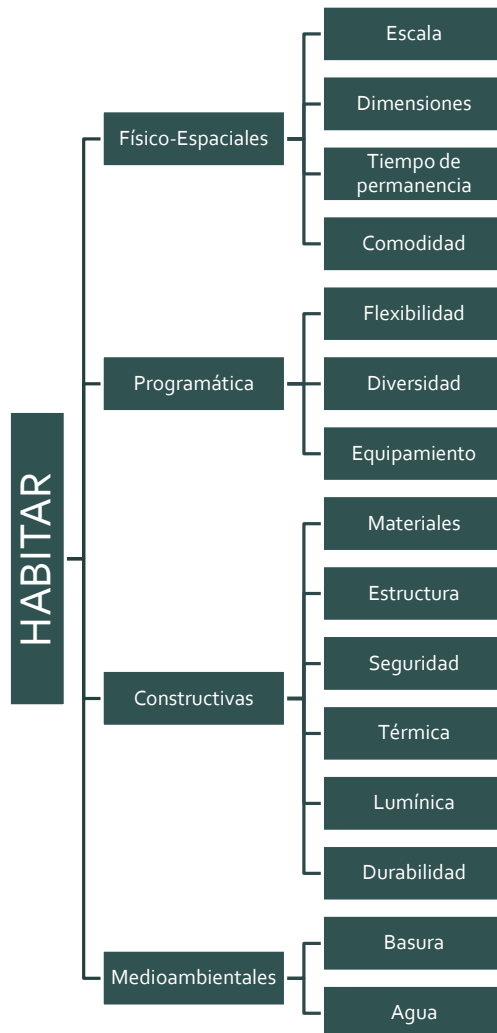 HABITAR
Físico-Espaciales
Escala
Dimensiones
Tiempo de
permanencia
Comodidad
Programática
Flexibilidad
Diversidad
Equipamiento
Constructivas
Materiales
Estructura
Seguridad
Térmica
Lumínica
Durabilidad
Medioambientales
Basura
Agua